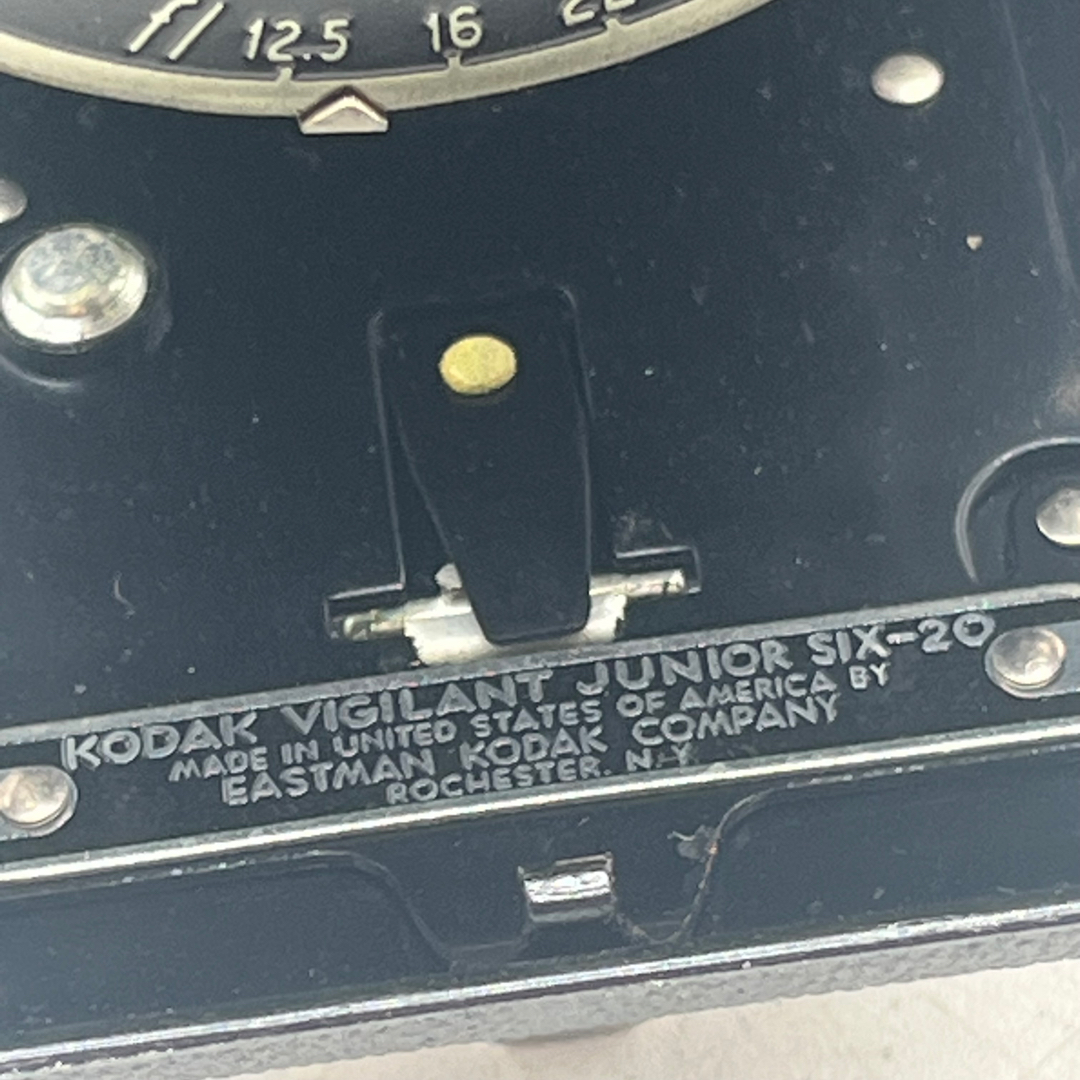 f/ 12.5 16 22
KODAK VIGILANT JUNIOR SIX-20
MADE IN UNITED STATES OF AMERICA BY
EASTMAN KODAK COMPANY
ROCHESTER, N.Y.